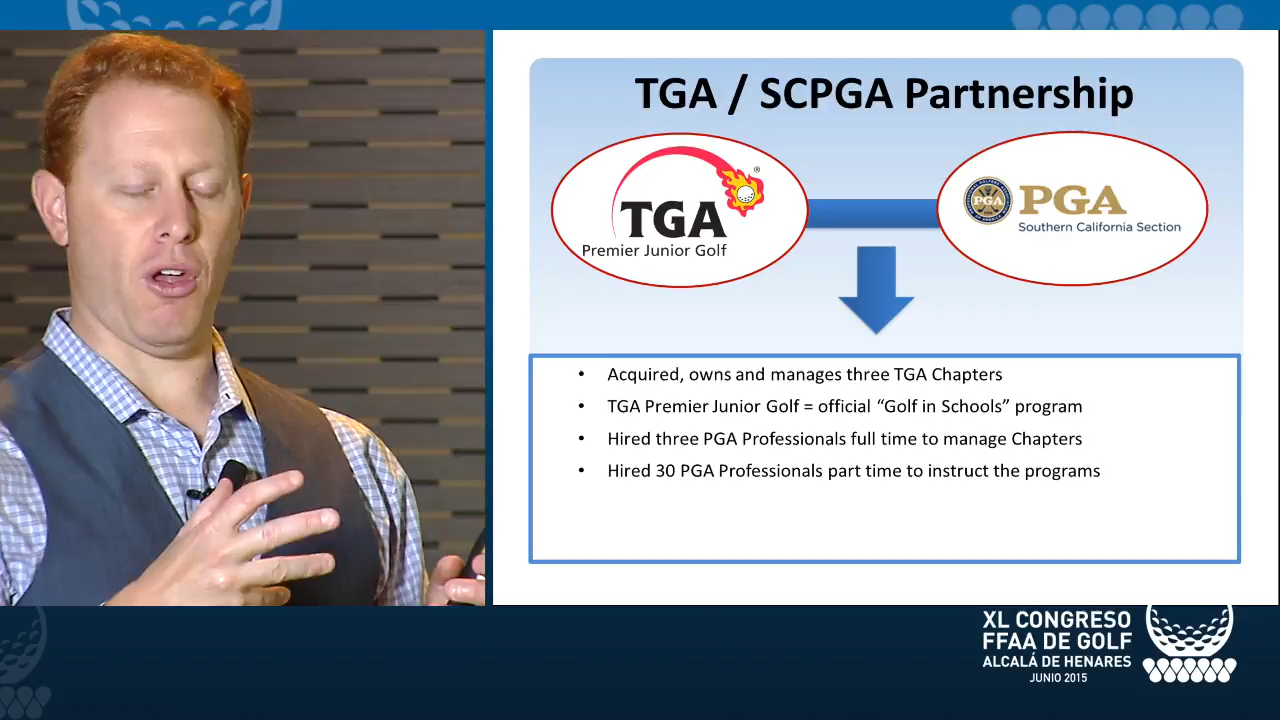 TGA / SCPGA Partnership
TGA
®
Premier Junior Golf
PGA
PGA
Southern California Section
• Acquired, owns and manages three TGA Chapters
• TGA Premier Junior Golf = official “Golf in Schools” program
• Hired three PGA Professionals full time to manage Chapters
• Hired 30 PGA Professionals part time to instruct the programs
XL CONGRESO
FFAA DE GOLF
ALCALÁ DE HENARES
JUNIO 2015